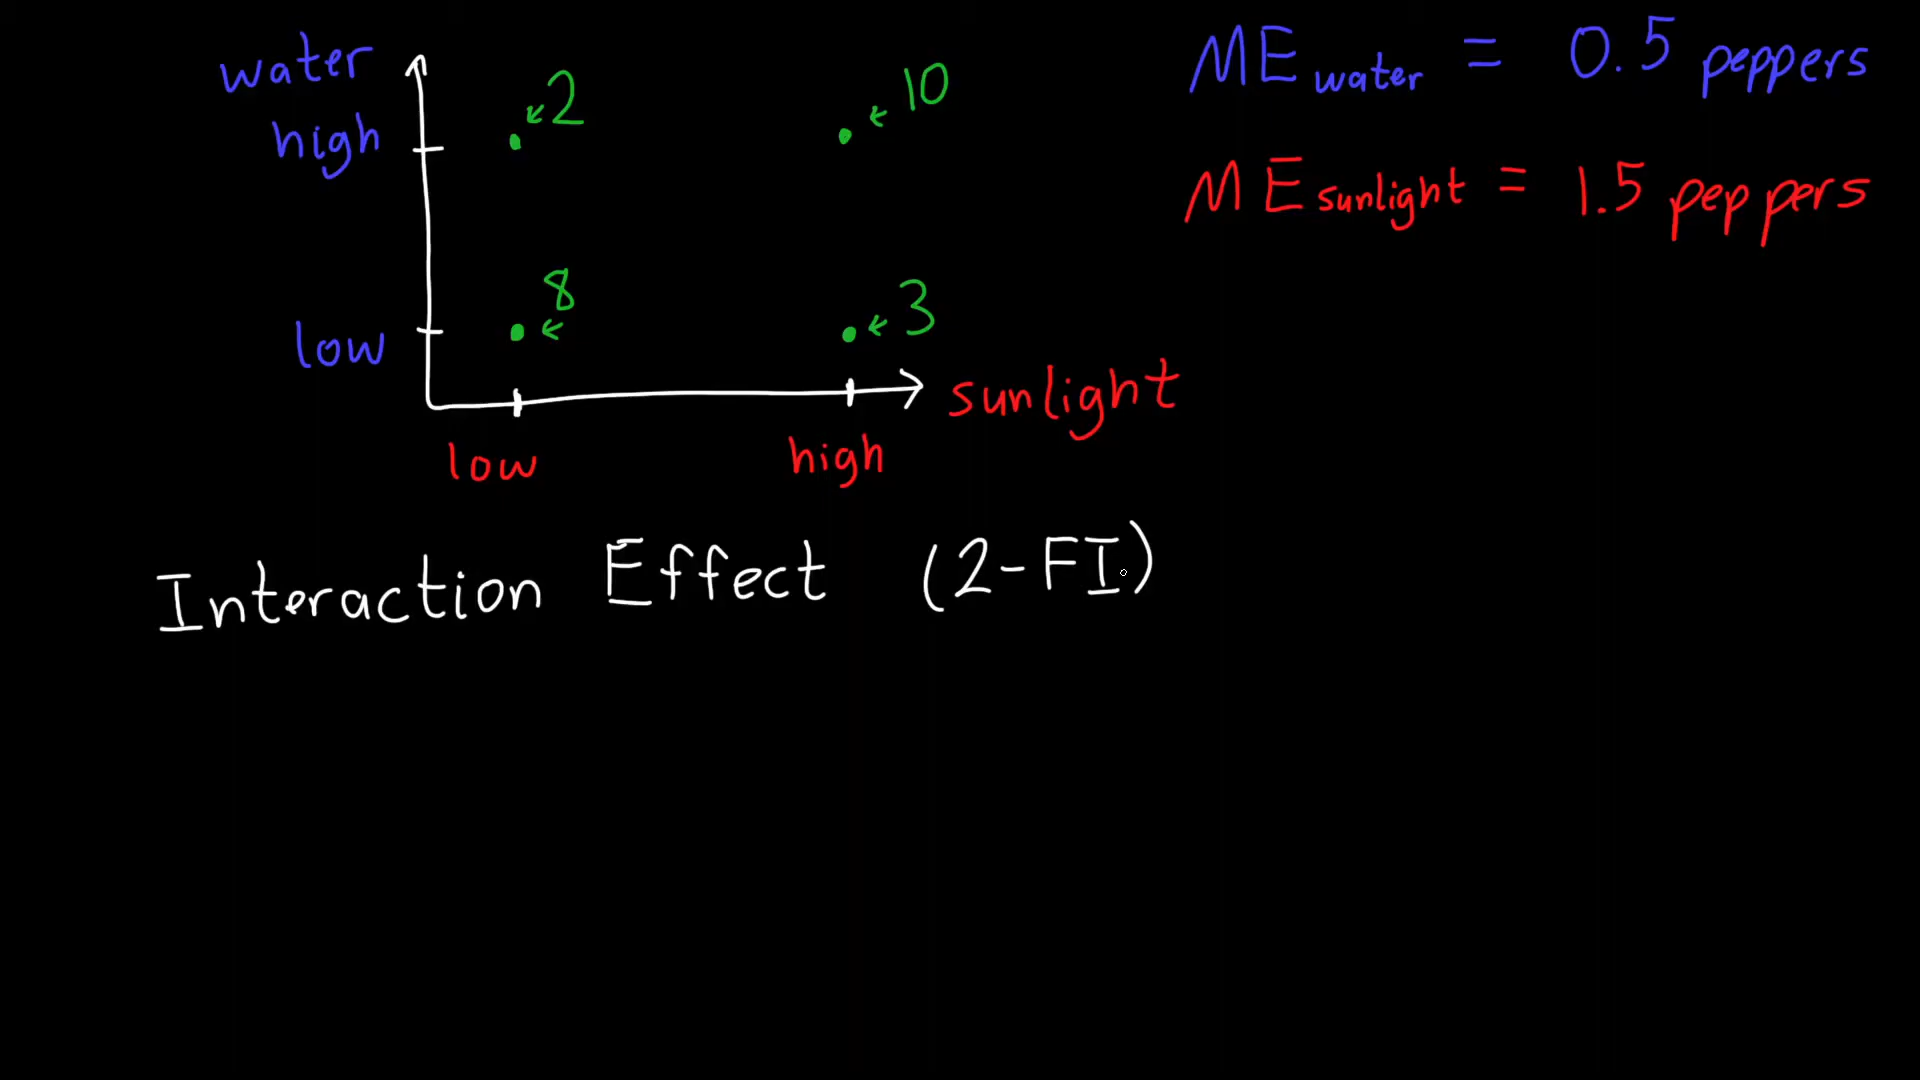 water
high
low
2
10
8
3
sunlight
low
high
ME water = 0.5 peppers
ME sunlight = 1.5 peppers
Interaction Effect (2-FI)